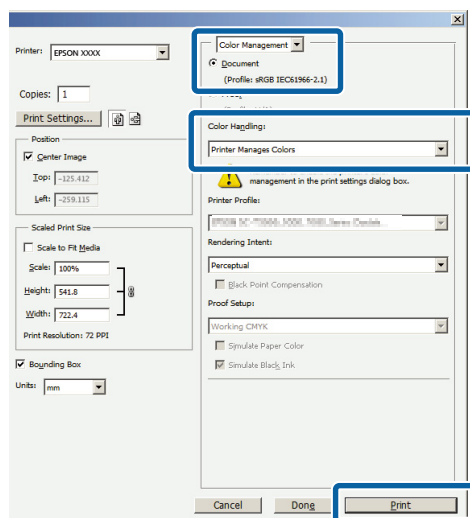 Printer: EPSON XXXX
Copies: 1
Print Settings...
Position
Center Image
Top: -125.412
Left: -259.115
Scaled Print Size
Scale to Fit Media
Scale: 100%
Height: 541.8
Width: 722.4
Print Resolution: 72 PPI
Bounding Box
Units: mm
Color Management
Document
(Profile: sRGB IEC61966-2.1)
Color Handling:
Printer Manages Colors
management in the print settings dialog box.
Printer Profile:
Rendering Intent:
Perceptual
Black Point Compensation
Proof Setup:
Working CMYK
Simulate Paper Color
Simulate Black Ink
Cancel
Done
Print